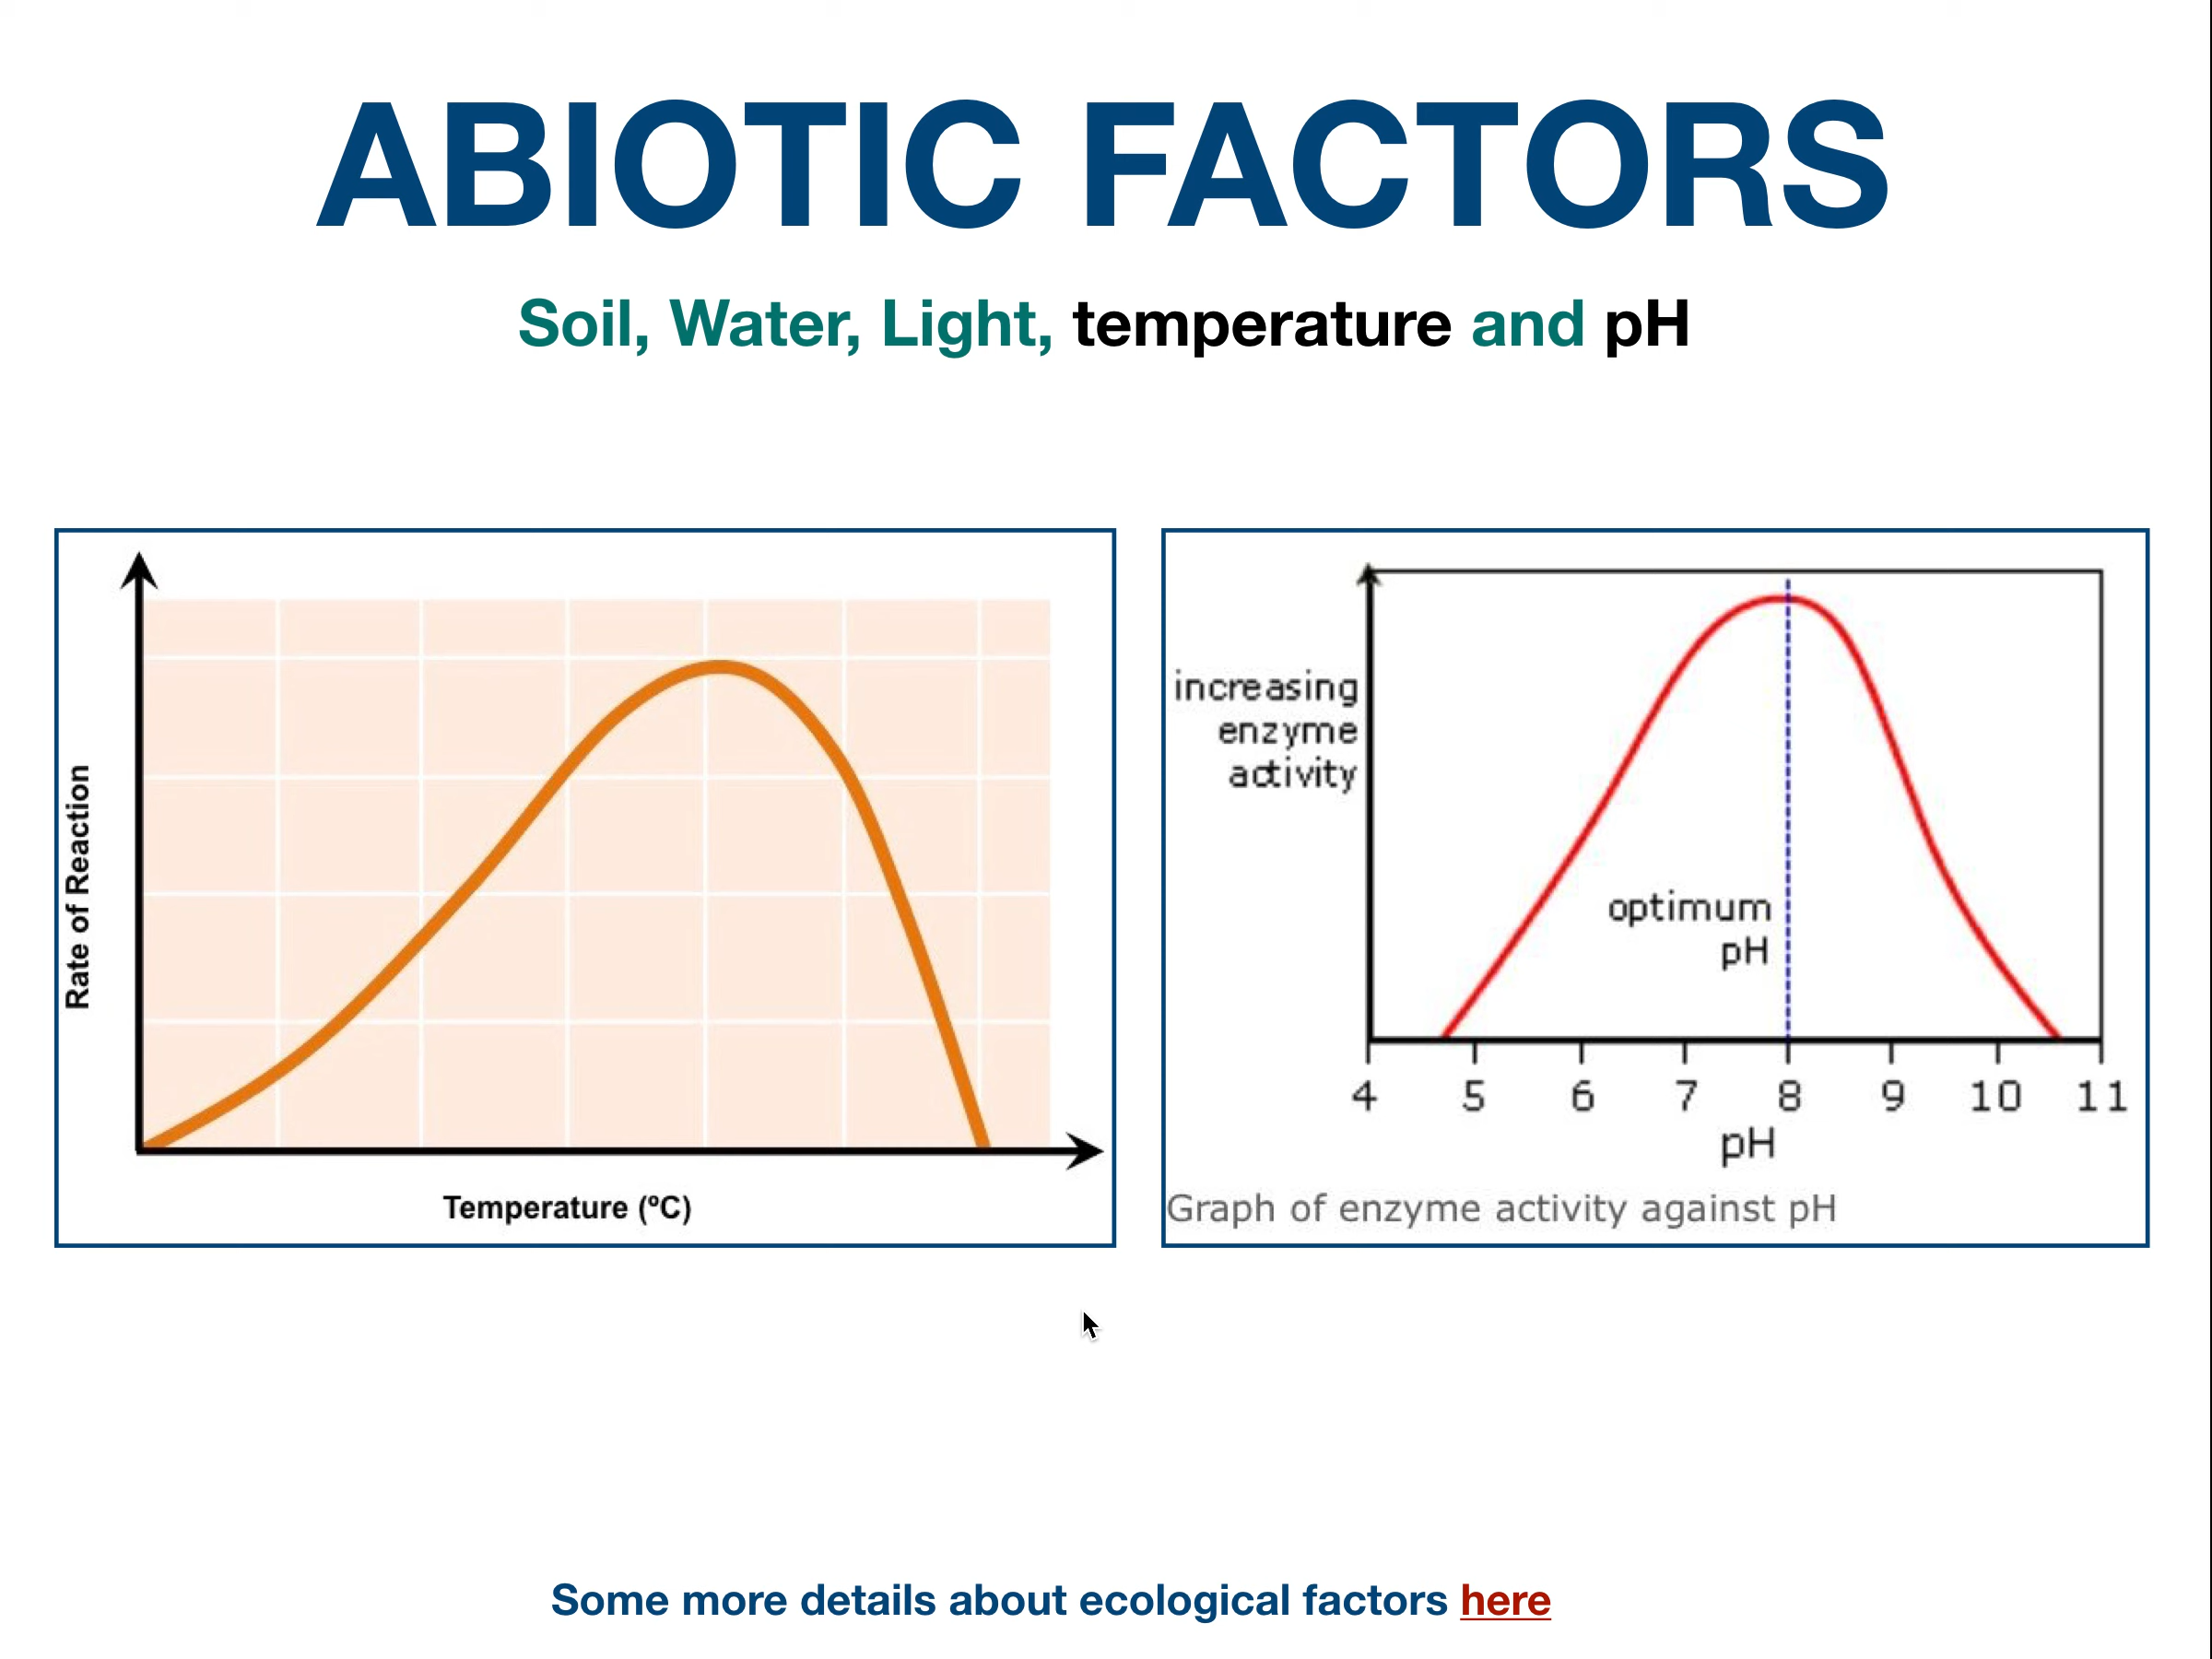 ABIOTIC FACTORS
Soil, Water, Light, temperature and pH
Rate of Reaction
Temperature (ºC)
increasing
enzyme
activity
optimum
pH
4 5 6 7 8 9 10 11
pH
Graph of enzyme activity against pH
Some more details about ecological factors here